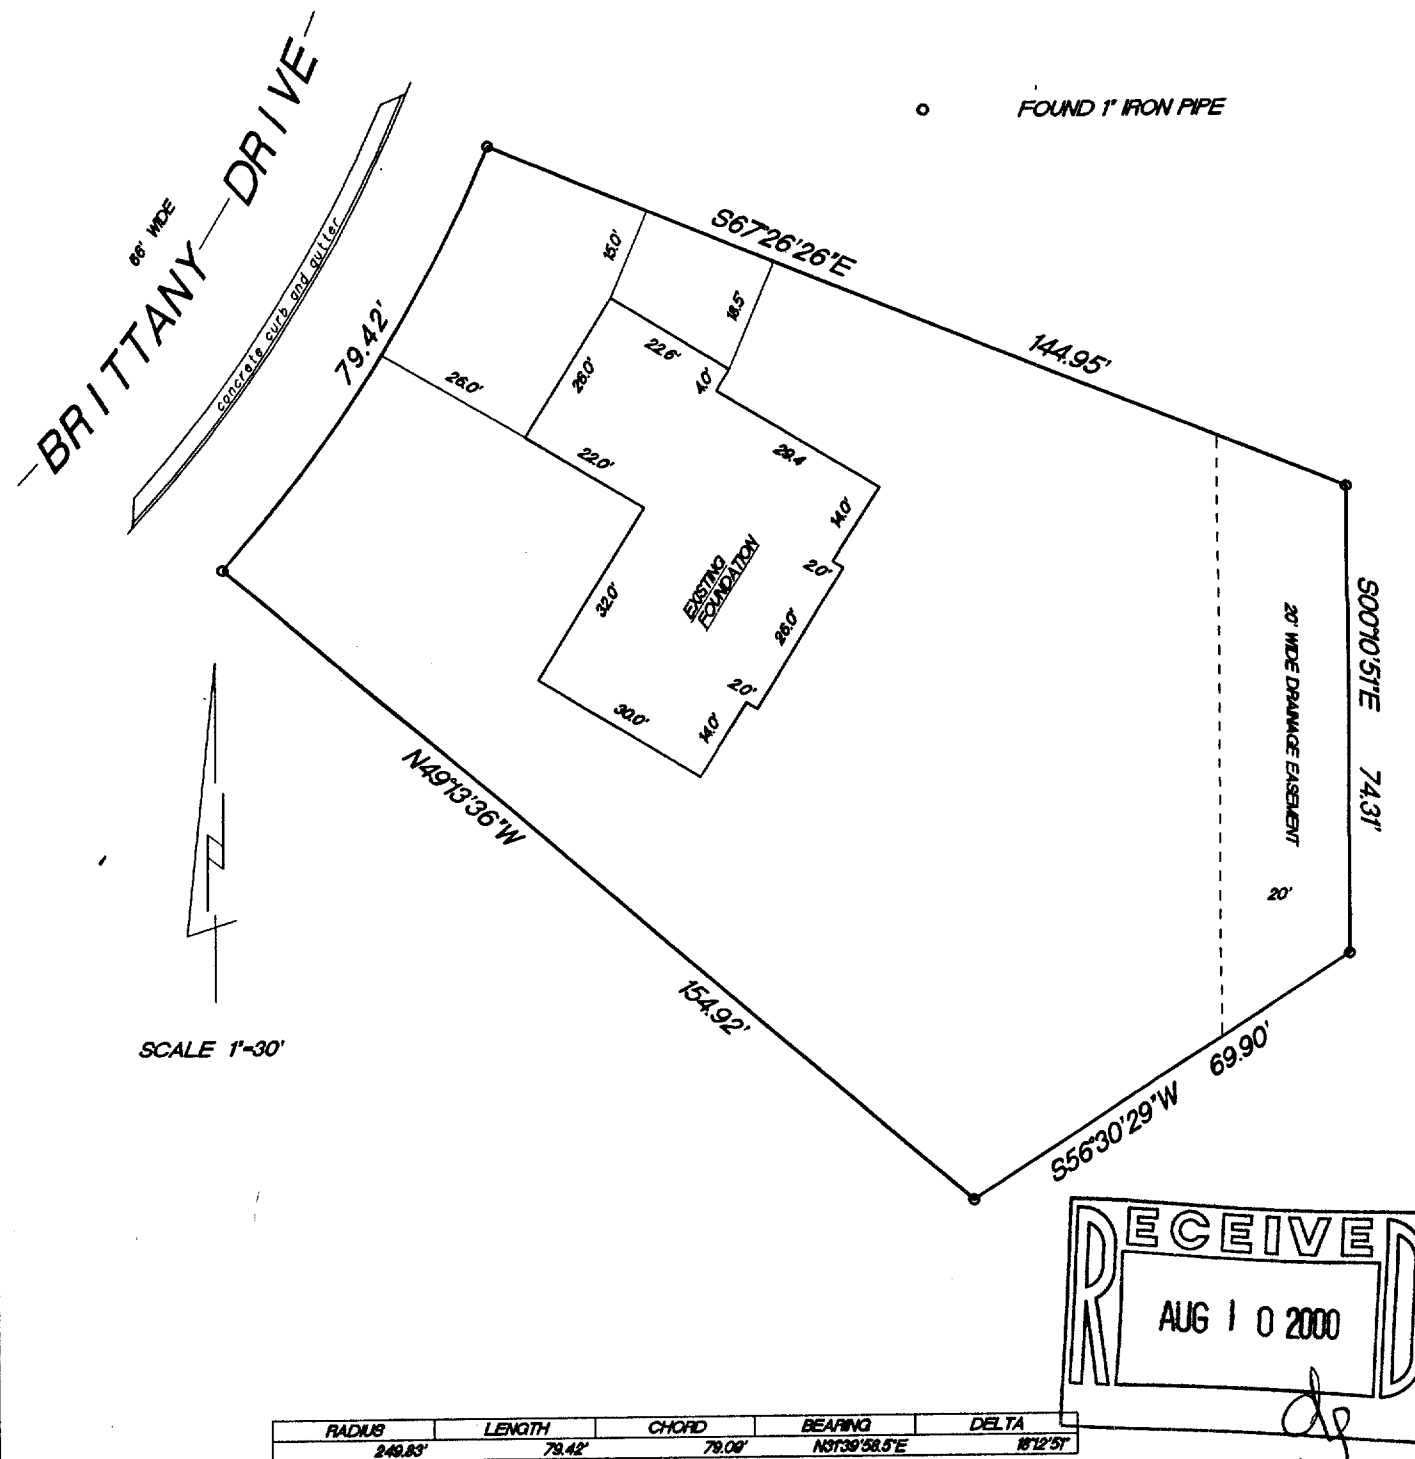 FOUND 1" IRON PIPE
BRITTANY DRIVE
66' WIDE
concrete curb and gutter
79.42'
S67°26'26"E
144.95'
15.0'
18.5'
22.6'
4.0'
26.0'
26.0'
22.0'
29.4
14.0'
2.0'
EXISTING
FOUNDATION
32.0'
26.0'
2.0'
30.0'
14.0'
S00°10'51"E
74.31'
20' WIDE DRAINAGE EASEMENT
20'
N49°13'36"W
154.92'
SCALE 1"=30'
69.90'
S56°30'29"W
RECEIVED
AUG 10 2000
RADIUS LENGTH CHORD BEARING DELTA
249.83' 79.42' 79.09' N31°39'58.5"E 18°12'51"